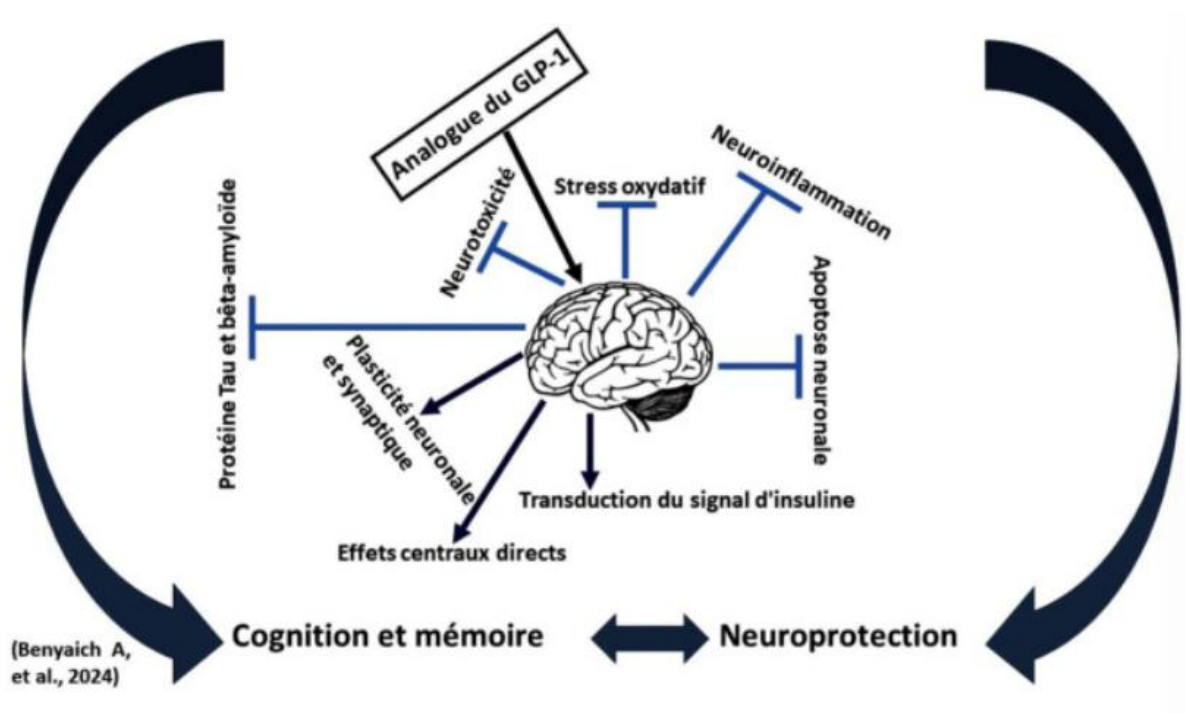 Analogue du GLP-1
Neurotoxicité
Stress oxydatif
Neuroinflammation
Protéine Tau et bêta-amyloïde
Apoptose neuronale
Plasticité neuronale
et synaptique
Transduction du signal d'insuline
Effets centraux directs
Cognition et mémoire
Neuroprotection
(Benyaich A,
et al., 2024)